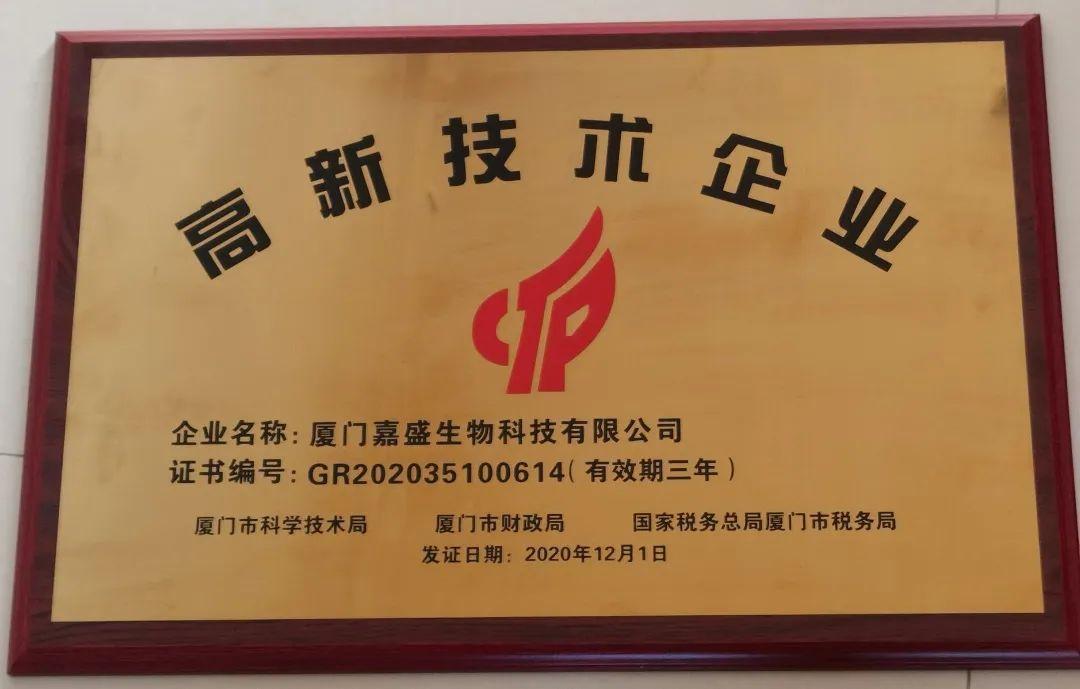 高新技术企业
企业名称：厦门嘉盛生物科技有限公司
证书编号：GR202035100614（有效期三年）
厦门市科学技术局 厦门市财政局 国家税务总局厦门市税务局
发证日期：2020年12月1日